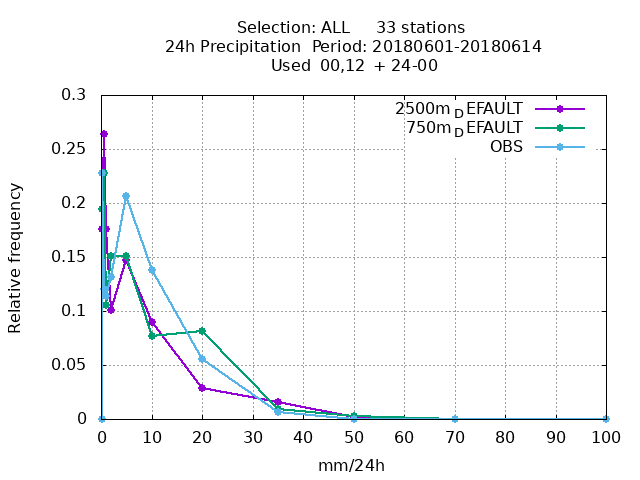 Selection: ALL 33 stations
24h Precipitation Period: 20180601-20180614
Used 00,12 + 24-00
0.3
0.25
0.2
0.15
0.1
0.05
0
Relative frequency
2500mDEFAULT
750mDEFAULT
OBS
0 10 20 30 40 50 60 70 80 90 100
mm/24h